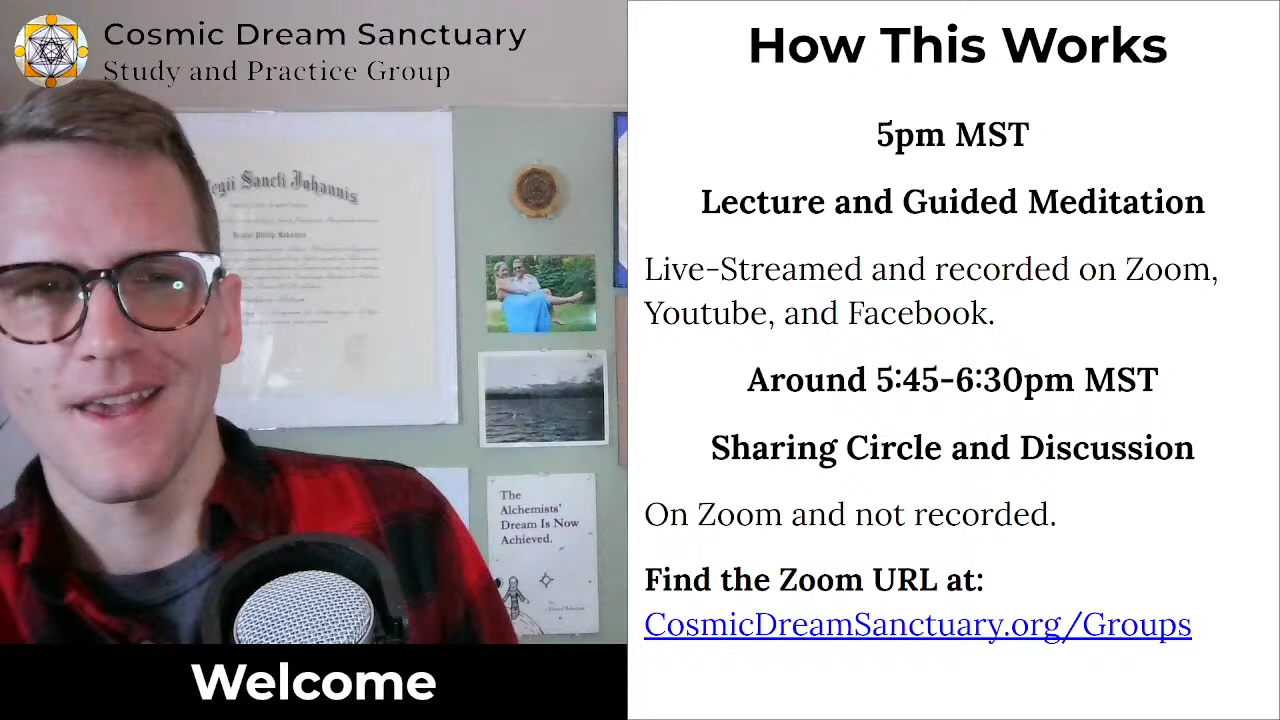 Cosmic Dream Sanctuary
Study and Practice Group
egii Sancti Johannis
The
Alchemists'
Dream Is Now
Achieved.
Welcome
How This Works
5pm MST
Lecture and Guided Meditation
Live-Streamed and recorded on Zoom,
Youtube, and Facebook.
Around 5:45-6:30pm MST
Sharing Circle and Discussion
On Zoom and not recorded.
Find the Zoom URL at:
CosmicDreamSanctuary.org/Groups